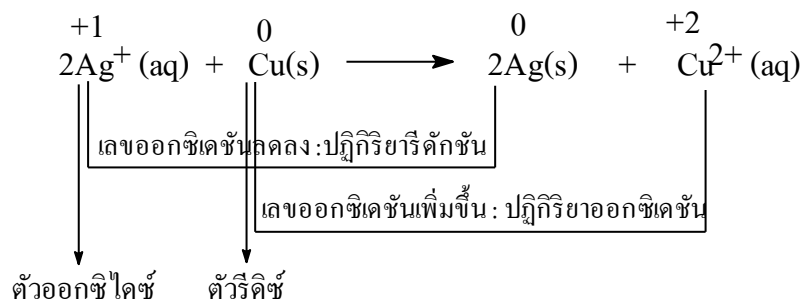 +1 0 0 +2
2Ag⁺ (aq) + Cu(s) ⟶ 2Ag(s) + Cu²⁺ (aq)
เลขออกซิเดชันลดลง :ปฏิกิริยารีดักชัน
เลขออกซิเดชันเพิ่มขึ้น : ปฏิกิริยาออกซิเดชัน
ตัวออกซิไดซ์ ตัวรีดิซ์